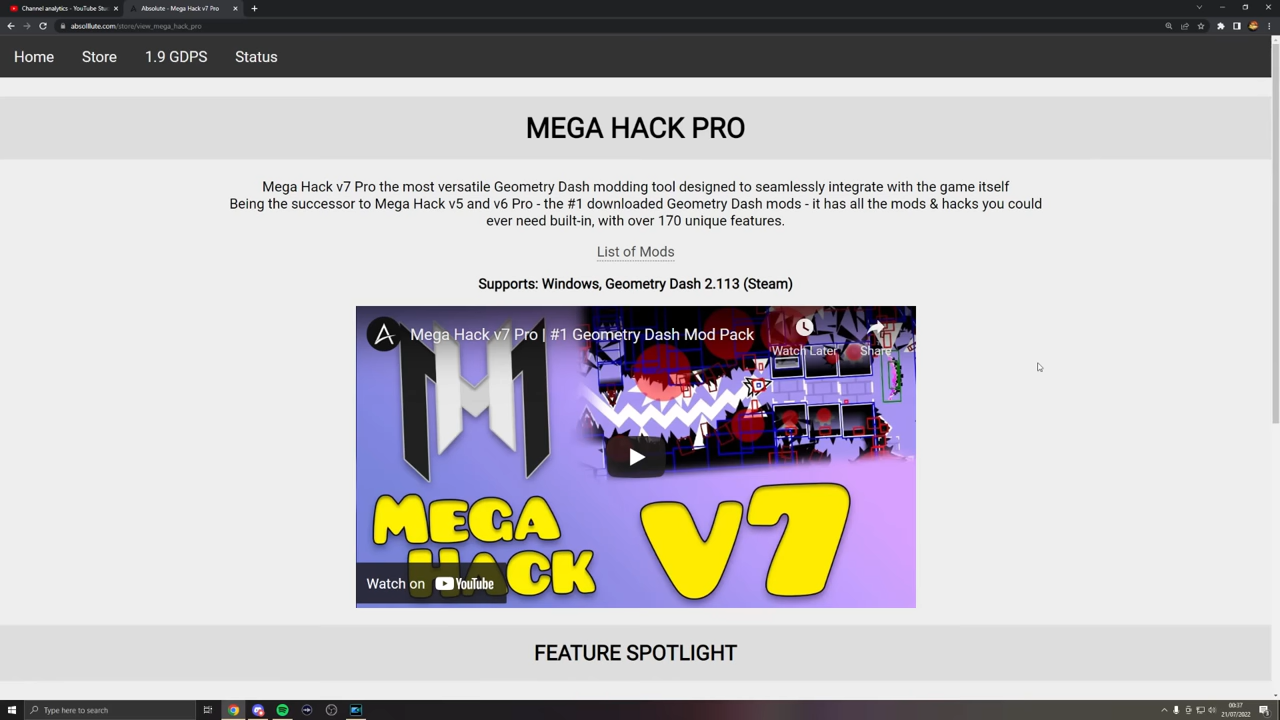 Channel analytics - YouTube Stu
Absolute - Mega Hack v7 Pro
absolllute.com/store/view_mega_hack_pro
Home Store 1.9 GDPS Status
MEGA HACK PRO
Mega Hack v7 Pro the most versatile Geometry Dash modding tool designed to seamlessly integrate with the game itself
Being the successor to Mega Hack v5 and v6 Pro - the #1 downloaded Geometry Dash mods - it has all the mods & hacks you could
ever need built-in, with over 170 unique features.
List of Mods
Supports: Windows, Geometry Dash 2.113 (Steam)
Mega Hack v7 Pro | #1 Geometry Dash Mod Pack
Watch Later Share
MEGA
HACK
v7
Watch on YouTube
FEATURE SPOTLIGHT
Type here to search
00:37
21/07/2022